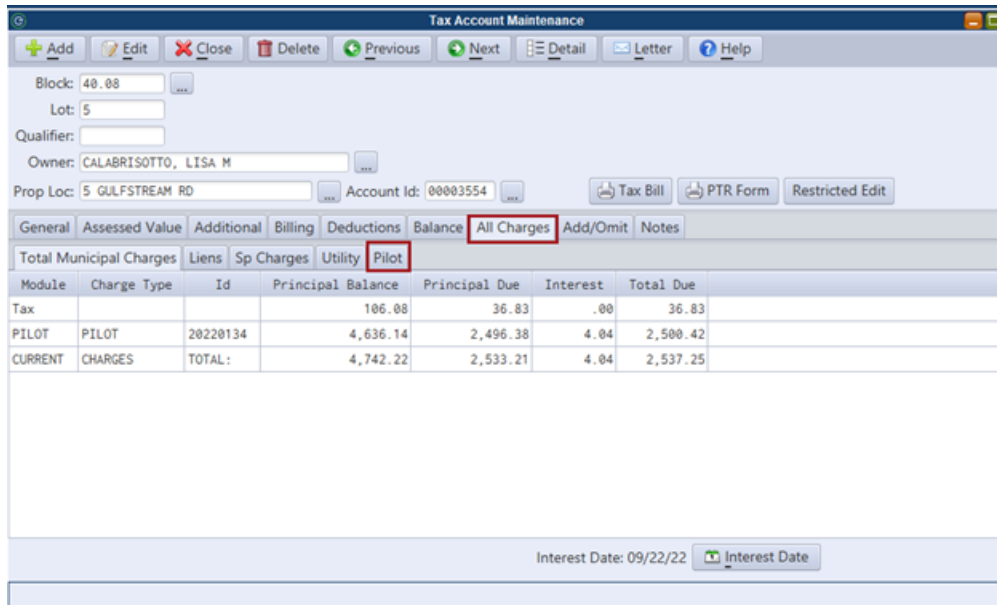 Tax Account Maintenance
Add Edit Close Delete Previous Next Detail Letter Help
Block: 40.08 ...
Lot: 5
Qualifier:
Owner: CALABRISOTTO, LISA M ...
Prop Loc: 5 GULFSTREAM RD ... Account Id: 00003554 ... Tax Bill PTR Form Restricted Edit
General Assessed Value Additional Billing Deductions Balance All Charges Add/Omit Notes
Total Municipal Charges Liens Sp Charges Utility Pilot
Module Charge Type Id Principal Balance Principal Due Interest Total Due
Tax 106.08 36.83 .00 36.83
PILOT PILOT 20220134 4,636.14 2,496.38 4.04 2,500.42
CURRENT CHARGES TOTAL: 4,742.22 2,533.21 4.04 2,537.25
Interest Date: 09/22/22 Interest Date